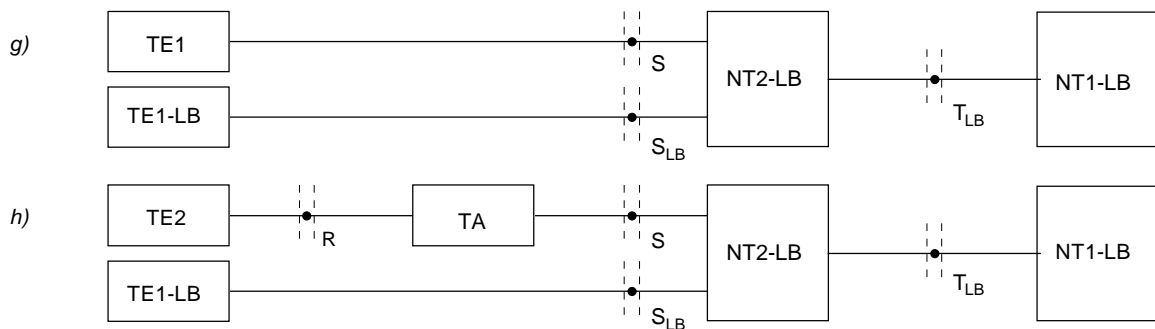 g)
TE1
S
NT2-LB
NT1-LB
TE1-LB
S_LB
T_LB
h)
TE2
R
TA
S
NT2-LB
NT1-LB
TE1-LB
S_LB
T_LB